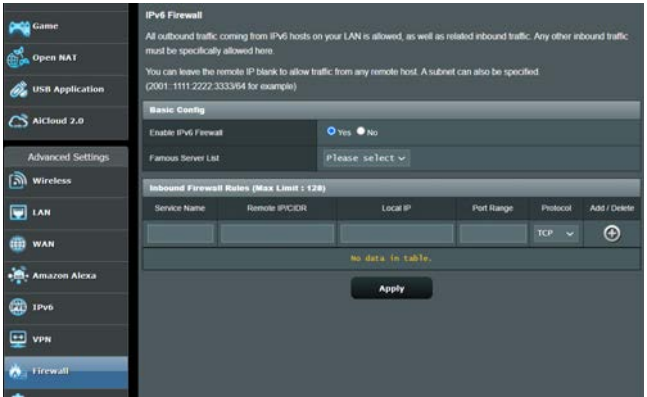 Game
Open NAT
USB Application
AiCloud 2.0
Advanced Settings
Wireless
LAN
WAN
Amazon Alexa
IPv6
VPN
Firewall
IPv6 Firewall
All outbound traffic coming from IPv6 hosts on your LAN is allowed, as well as related inbound traffic. Any other inbound traffic
must be specifically allowed here.
You can leave the remote IP blank to allow traffic from any remote host. A subnet can also be specified.
(2001::1111:2222:3333/64 for example)
Basic Config
Enable IPv6 Firewall Yes No
Famous Server List Please select
Inbound Firewall Rules (Max Limit : 128)
Service Name Remote IP/CIDR Local IP Port Range Protocol Add / Delete
TCP
No data in table.
Apply